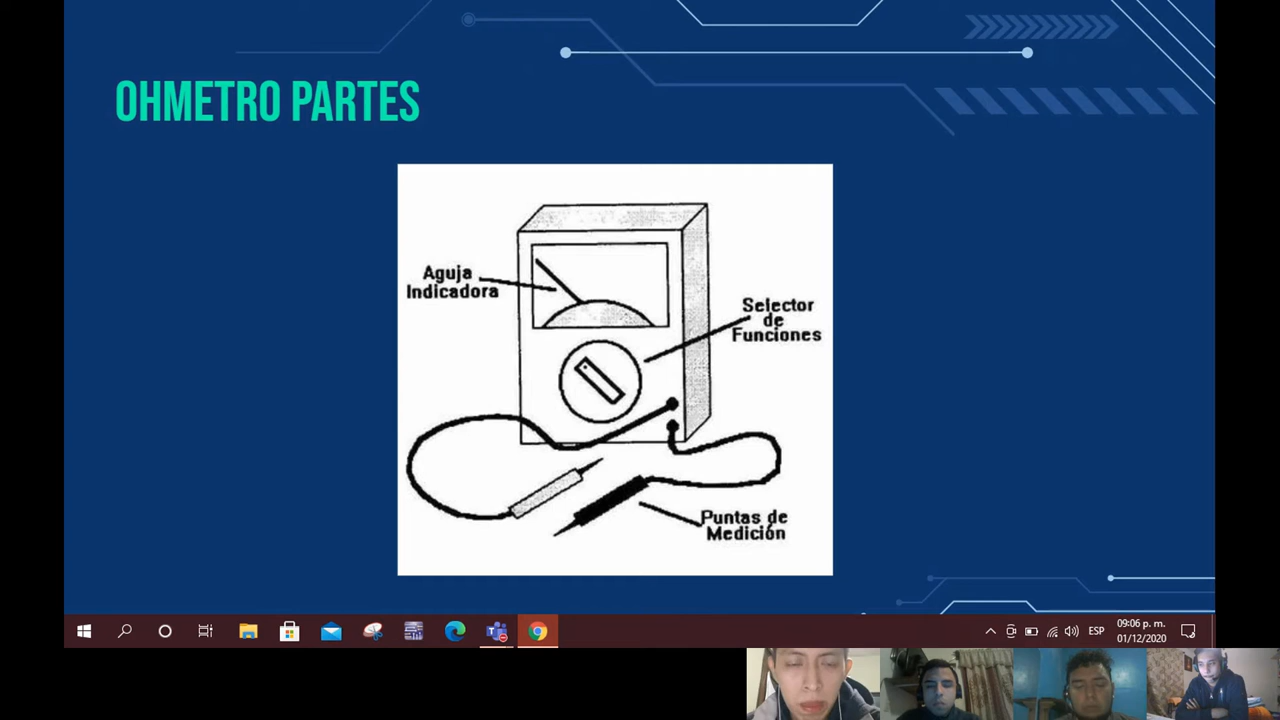 OHMETRO PARTES
Aguja
Indicadora
Selector
de
Funciones
Puntas de
Medición
ESP
09:06 p. m.
01/12/2020